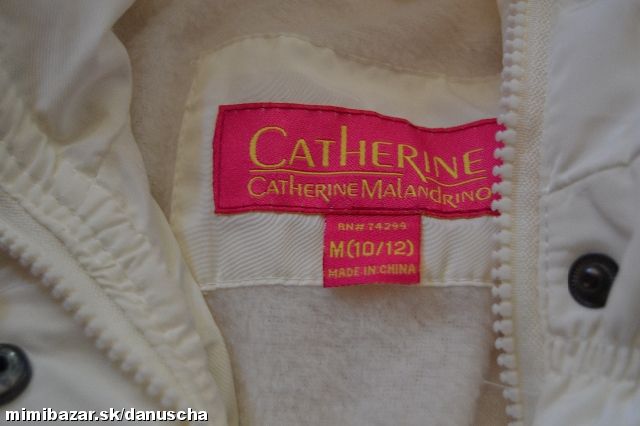 CATHERINE
CATHERINE MALANDRINO
RN# 74299
M(10/12)
MADE IN CHINA
mimibazar.sk/danuscha